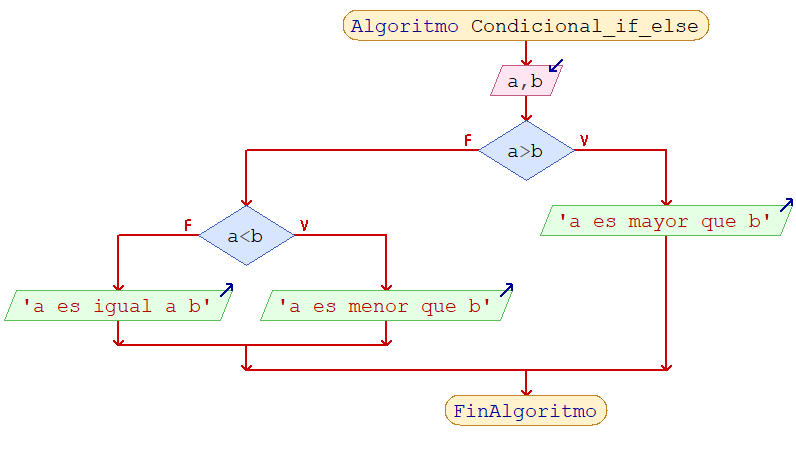 Algoritmo Condicional_if_else
a,b
a>b
F
V
'a es mayor que b'
a<b
F
V
'a es igual a b'
'a es menor que b'
FinAlgoritmo